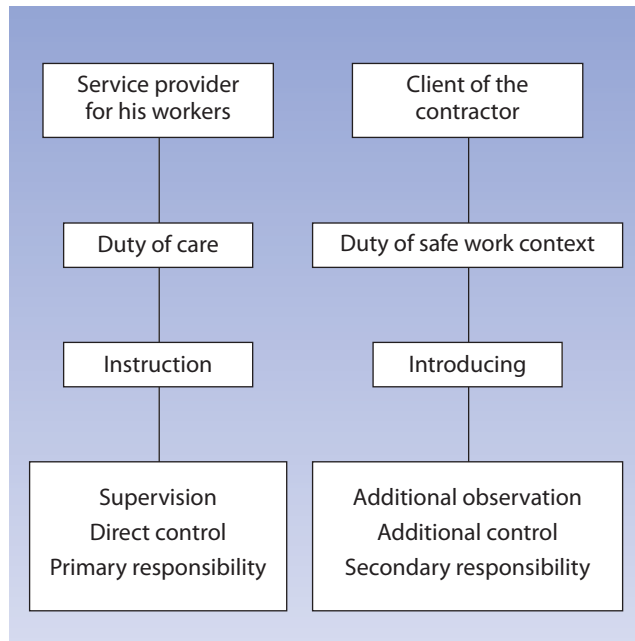 Service provider
for his workers
Duty of care
Instruction
Supervision
Direct control
Primary responsibility
Client of the
contractor
Duty of safe work context
Introducing
Additional observation
Additional control
Secondary responsibility